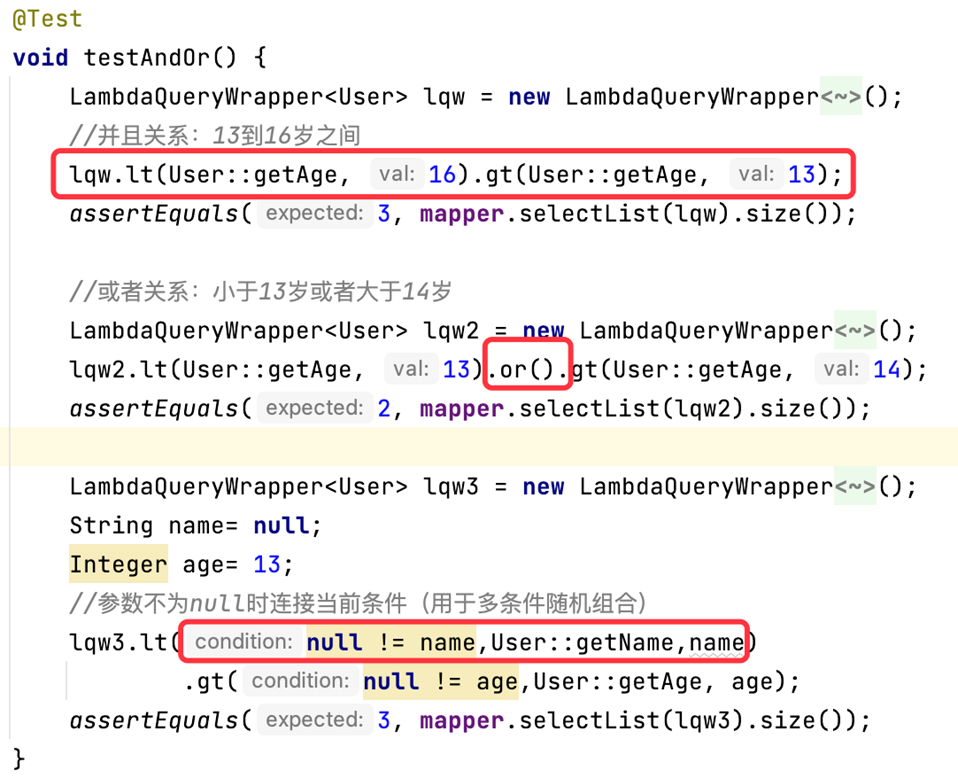 @Test
void testAndOr() {
LambdaQueryWrapper<User> lqw = new LambdaQueryWrapper<~>();
//并且关系：13到16岁之间
lqw.lt(User::getAge, val: 16).gt(User::getAge, val: 13);
assertEquals( expected: 3, mapper.selectList(lqw).size());
//或者关系：小于13岁或者大于14岁
LambdaQueryWrapper<User> lqw2 = new LambdaQueryWrapper<~>();
lqw2.lt(User::getAge, val: 13).or().gt(User::getAge, val: 14);
assertEquals( expected: 2, mapper.selectList(lqw2).size());
LambdaQueryWrapper<User> lqw3 = new LambdaQueryWrapper<~>();
String name= null;
Integer age= 13;
//参数不为null时连接当前条件（用于多条件随机组合）
lqw3.lt( condition: null != name,User::getName,name)
.gt( condition: null != age,User::getAge, age);
assertEquals( expected: 3, mapper.selectList(lqw3).size());
}